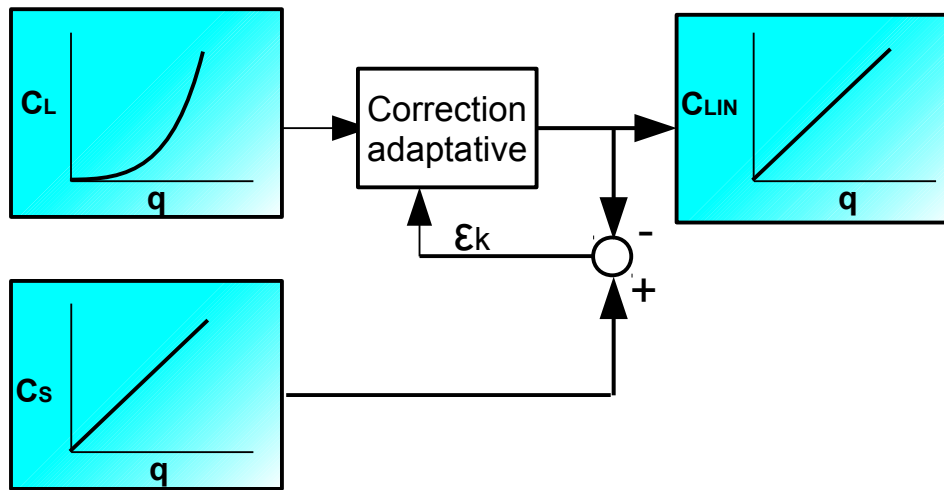 CL
q
Correction
adaptative
CLIN
q
εk
-
+
CS
q